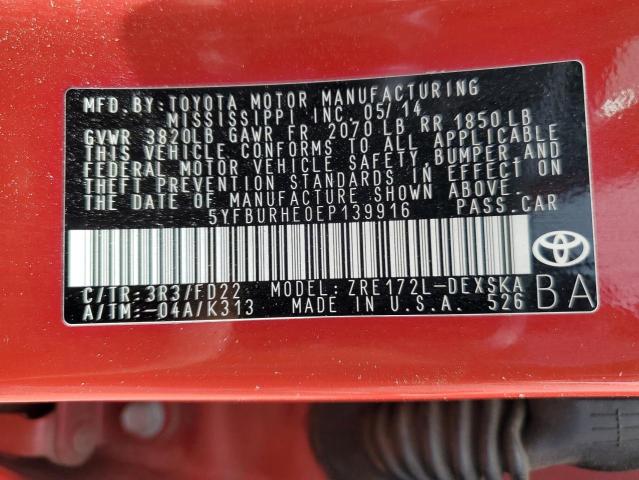 MFD.BY:TOYOTA MOTOR MANUFACTURING
MISSISSIPPI INC. 05/14
GVWR 3820LB GAWR FR 2070 LB RR 1850 LB
THIS VEHICLE CONFORMS TO ALL APPLICABLE
FEDERAL MOTOR VEHICLE SAFETY, BUMPER, AND
THEFT PREVENTION STANDARDS IN EFFECT ON
THE DATE OF MANUFACTURE SHOWN ABOVE.
5YFBURHE0EP139916 PASS.CAR
C/TR:3R3/FD22 MODEL:ZRE172L-DEXSKA
A/TM:-04A/K313 MADE IN U.S.A. 526
BA